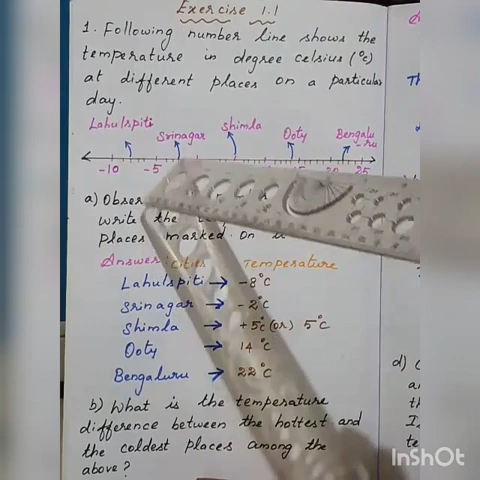 Exercise 1.1
1. Following number line shows the
temperature in degree celsius (°c)
at different places on a particular
day.
Lahulspiti Srinagar Shimla Ooty Bengalu
-ru
-10 -5 20 25
a) Obser
write the
places marked on it
Answer: cities Temperature
Lahulspiti → -8°C
Srinagar → -2°C
Shimla → +5°C (or) 5°C
Ooty → 14°C
Bengaluru → 22°C
b) What is the temperature
difference between the hottest and
the coldest places among the
above?
d)
InShOt